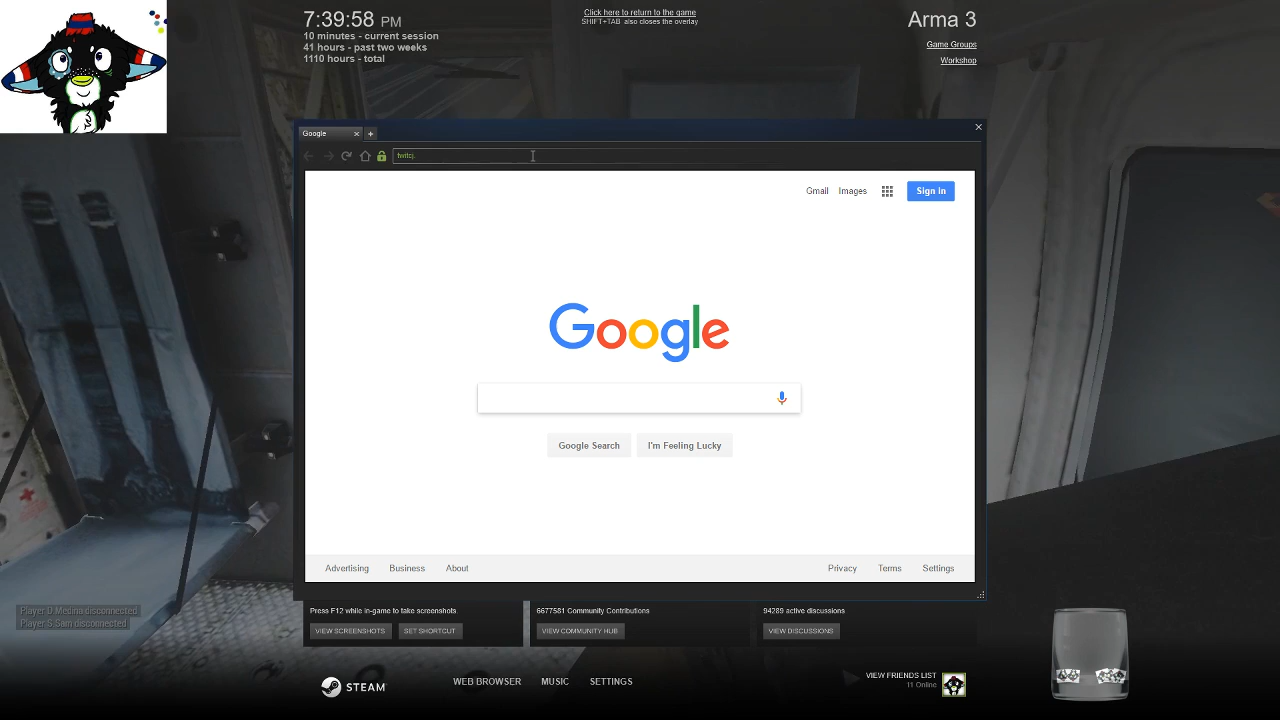 7:39:58 PM
10 minutes - current session
41 hours - past two weeks
1110 hours - total
Click here to return to the game
SHIFT+TAB also closes the overlay
Arma 3
Game Groups
Workshop
Google
twitcj.
Gmail Images Sign in
Google
Google Search I'm Feeling Lucky
Advertising Business About Privacy Terms Settings
Player D.Medina disconnected
Player S.Sam disconnected
Press F12 while in-game to take screenshots
VIEW SCREENSHOTS SET SHORTCUT
6677581 Community Contributions
VIEW COMMUNITY HUB
94289 active discussions
VIEW DISCUSSIONS
STEAM
WEB BROWSER MUSIC SETTINGS
VIEW FRIENDS LIST
11 Online